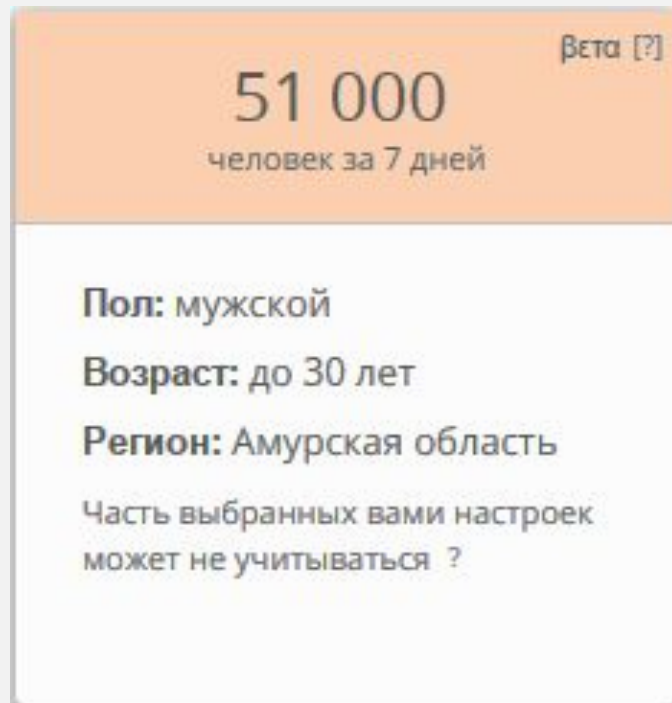 βετα [?]
51 000
человек за 7 дней
Пол: мужской
Возраст: до 30 лет
Регион: Амурская область
Часть выбранных вами настроек
может не учитываться ?